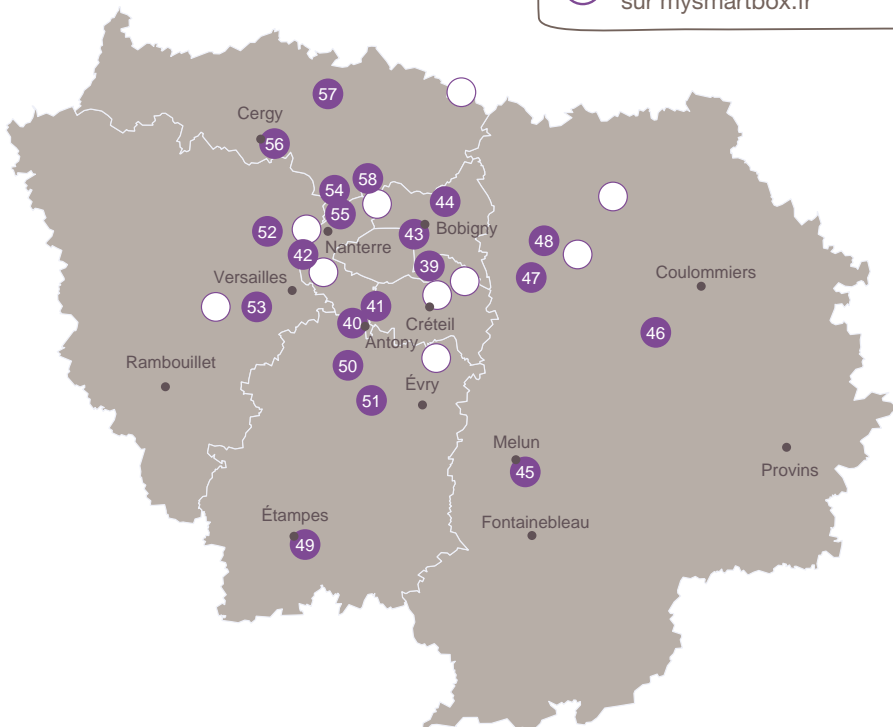 sur mysmartbox.fr
57
Cergy
56
58
54
44
55
Bobigny
52
43
Nanterre
48
42
39
47
Versailles
Coulommiers
53
41
40
Créteil
46
Antony
Rambouillet
50
Évry
51
Melun
45
Provins
Étampes
Fontainebleau
49